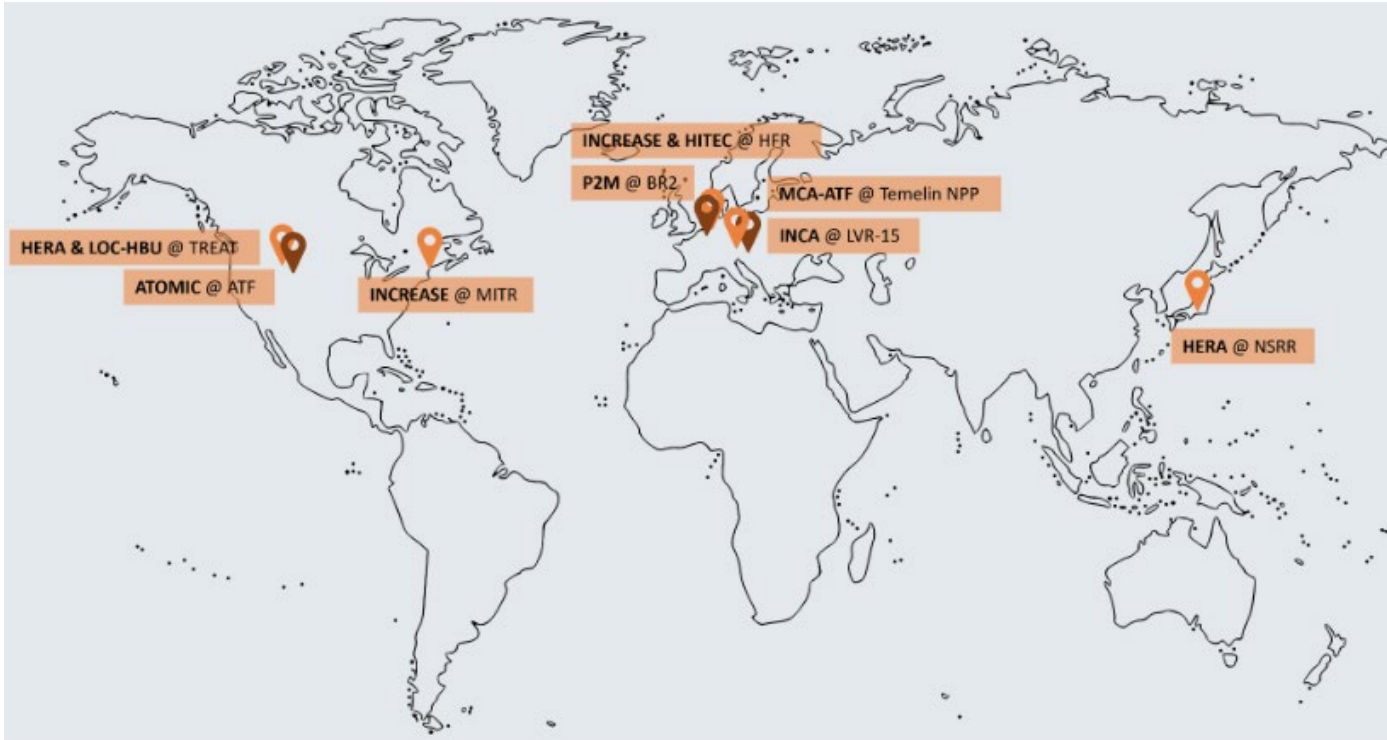 INCREASE & HITEC @ HFR
P2M @ BR2
MCA-ATF @ Temelin NPP
HERA & LOC-HBU @ TREAT
INCA @ LVR-15
ATOMIC @ ATF
INCREASE @ MITR
HERA @ NSRR